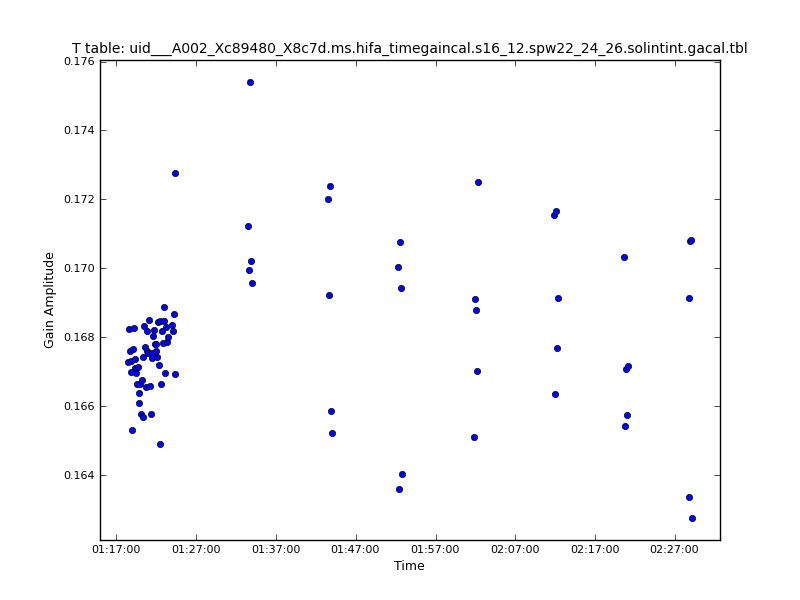 T table: uid___A002_Xc89480_X8c7d.ms.hifa_timegaincal.s16_12.spw22_24_26.solintint.gacal.tbl
0.176
0.174
0.172
0.170
0.168
0.166
0.164
Gain Amplitude
01:17:00 01:27:00 01:37:00 01:47:00 01:57:00 02:07:00 02:17:00 02:27:00
Time